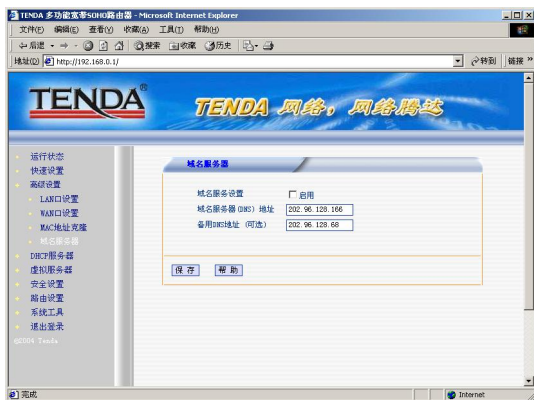 TENDA 多功能宽带SOHO路由器 - Microsoft Internet Explorer
文件(F) 编辑(E) 查看(V) 收藏(A) 工具(T) 帮助(H)
后退 搜索 收藏 历史
地址(D) http://192.168.0.1/ 转到 链接 »
TENDA® TENDA 网络，网络腾达
运行状态
快速设置
高级设置
LAN口设置
WAN口设置
MAC地址克隆
域名服务器
DHCP服务器
虚拟服务器
安全设置
路由设置
系统工具
退出登录
©2004 Tenda
域名服务器
域名服务设置 启用
域名服务器(DNS) 地址 202.96.128.166
备用DNS地址 (可选) 202.96.128.68
保 存 帮 助
完成 Internet